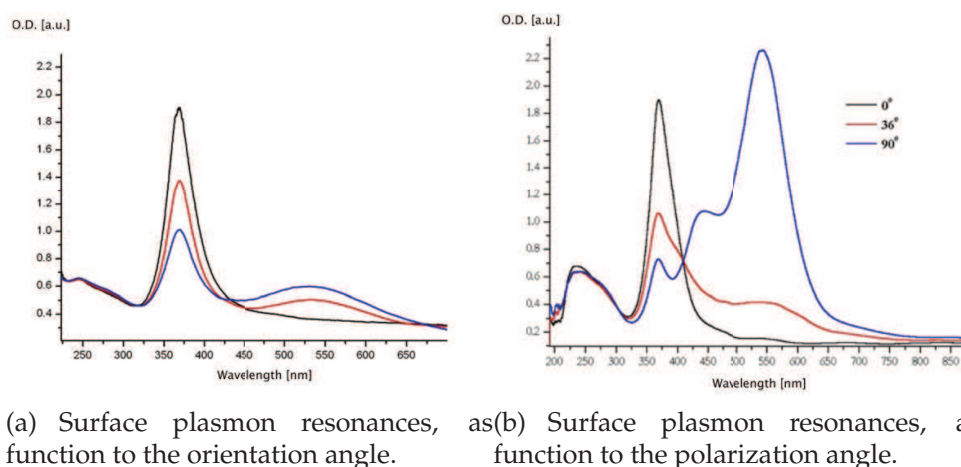 O.D. [a.u.]
2.2
2.0
1.8
1.6
1.4
1.2
1.0
0.8
0.6
0.4
250 300 350 400 450 500 550 600 650
Wavelength [nm]
O.D. [a.u.]
2.2
2.0
1.8
1.6
1.4
1.2
1.0
0.8
0.6
0.4
0.2
0°
36°
90°
200 250 300 350 400 450 500 550 600 650 700 750 800 85
Wavelength [nm]
(a) Surface plasmon resonances, as
function to the orientation angle.
(b) Surface plasmon resonances, a
function to the polarization angle.